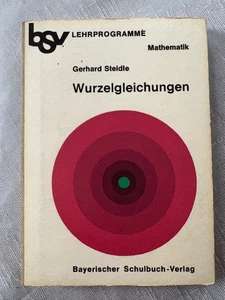 bsv LEHRPROGRAMME
Mathematik
Gerhard Steidle
Wurzelgleichungen
Bayerischer Schulbuch-Verlag